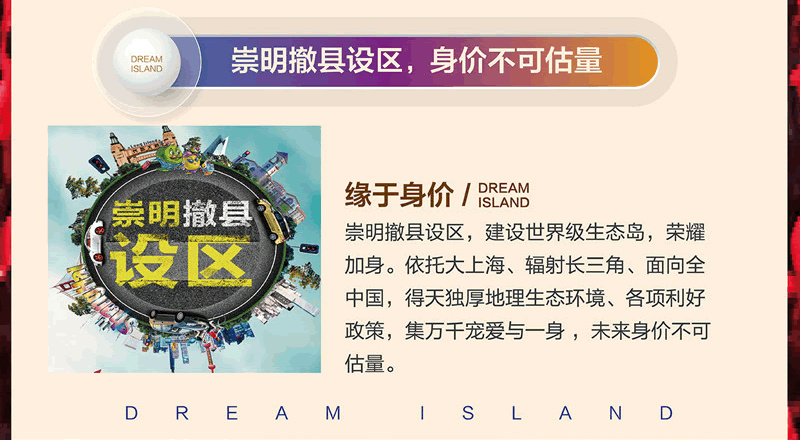 DREAM
ISLAND
崇明撤县设区，身价不可估量
崇明撤县
设区
缘于身价 / DREAM
ISLAND
崇明撤县设区，建设世界级生态岛，荣耀
加身。依托大上海、辐射长三角、面向全
中国，得天独厚地理生态环境、各项利好
政策，集万千宠爱与一身 ，未来身价不可
估量。
DREAM ISLAND